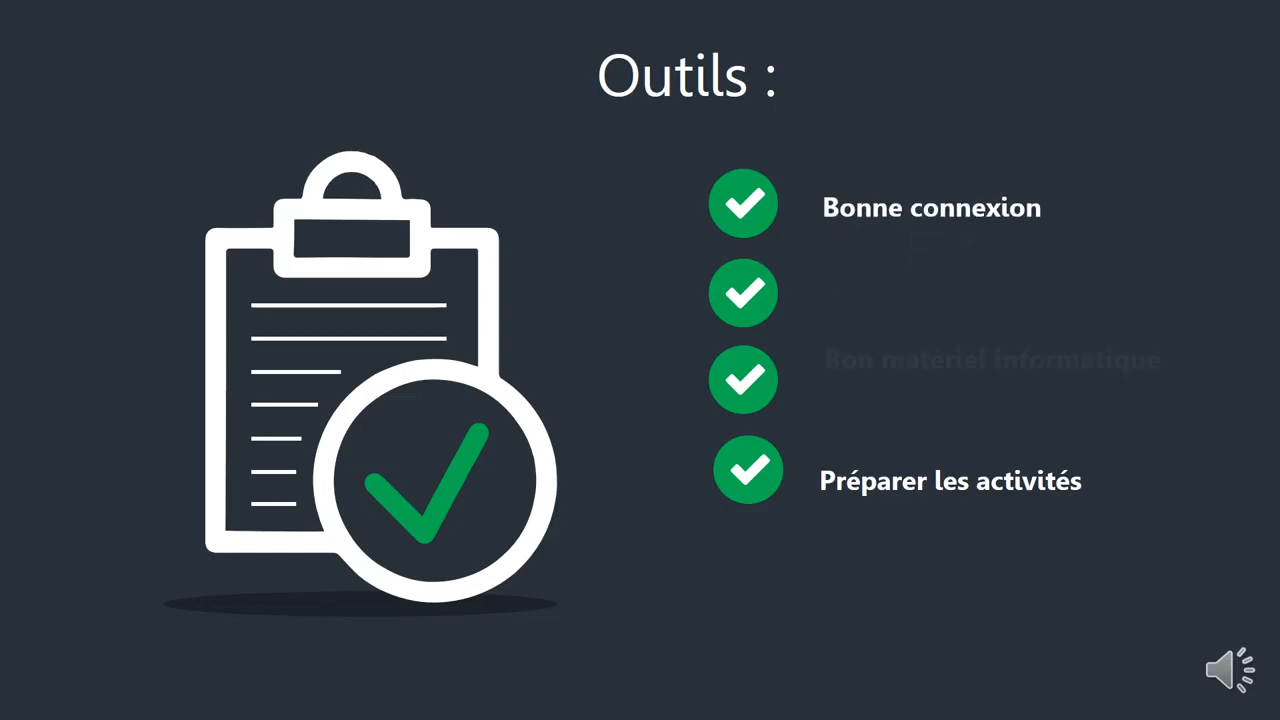 Outils :
Bonne connexion
Bon matériel informatique
Préparer les activités